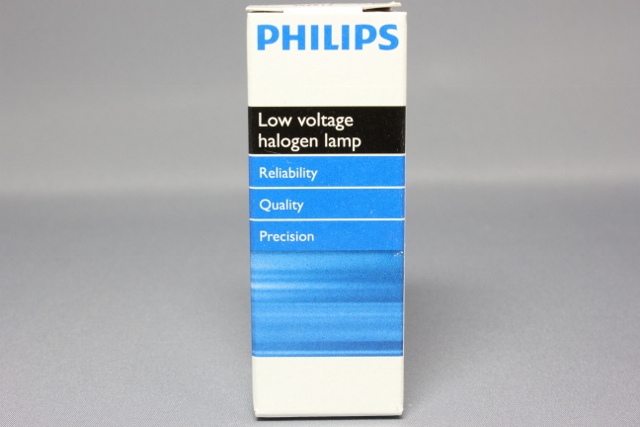 PHILIPS
Low voltage
halogen lamp
Reliability
Quality
Precision